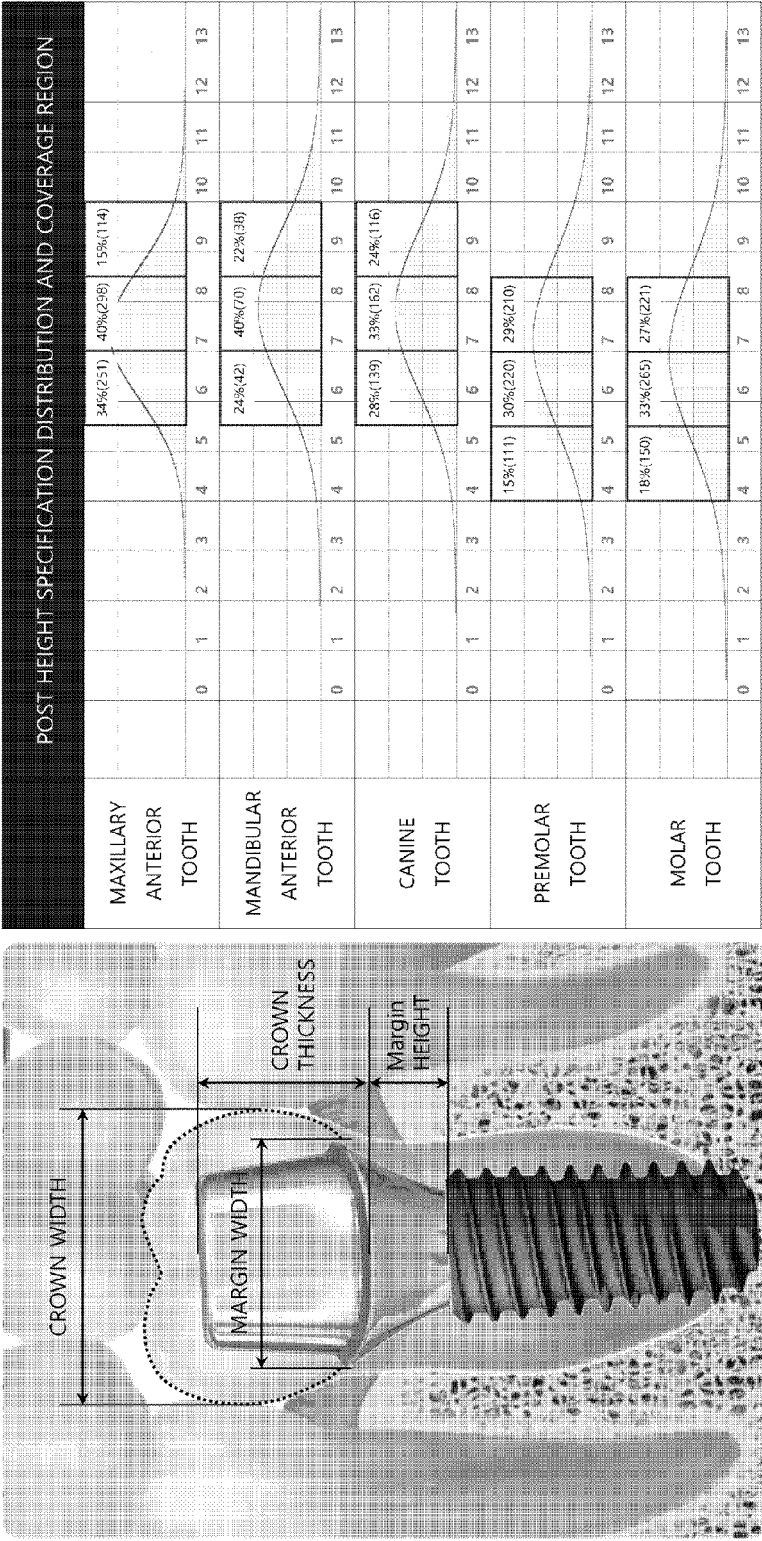 POST HEIGHT SPECIFICATION DISTRIBUTION AND COVERAGE REGION
MAXILLARY
ANTERIOR
TOOTH
34%(251) 40%(298) 15%(114)
0 1 2 3 4 5 6 7 8 9 10 11 12 13
MANDIBULAR
ANTERIOR
TOOTH
24%(42) 40%(70) 22%(38)
0 1 2 3 4 5 6 7 8 9 10 11 12 13
CANINE
TOOTH
28%(139) 33%(162) 24%(116)
0 1 2 3 4 5 6 7 8 9 10 11 12 13
PREMOLAR
TOOTH
15%(111) 30%(220) 29%(210)
0 1 2 3 4 5 6 7 8 9 10 11 12 13
MOLAR
TOOTH
18%(150) 33%(265) 27%(221)
0 1 2 3 4 5 6 7 8 9 10 11 12 13
CROWN WIDTH
MARGIN WIDTH
CROWN
THICKNESS
Margin
HEIGHT